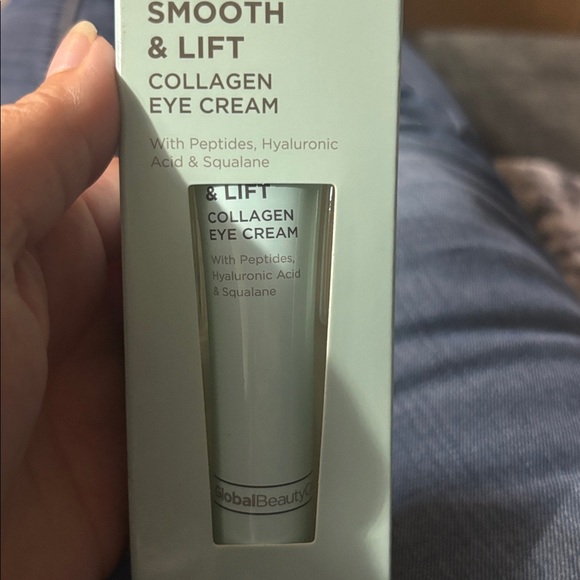 SMOOTH
& LIFT
COLLAGEN
EYE CREAM
With Peptides, Hyaluronic
Acid & Squalane
& LIFT
COLLAGEN
EYE CREAM
With Peptides,
Hyaluronic Acid
& Squalane
GlobalBeautyC